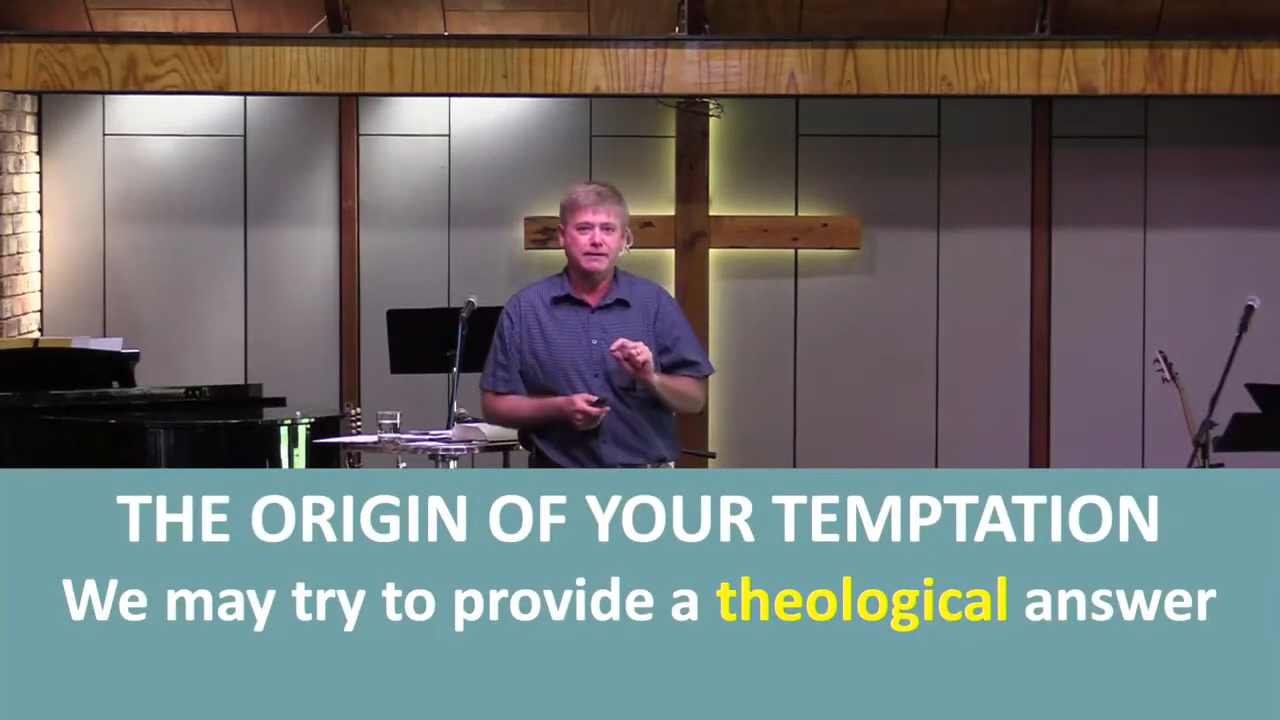 THE ORIGIN OF YOUR TEMPTATION
We may try to provide a theological answer